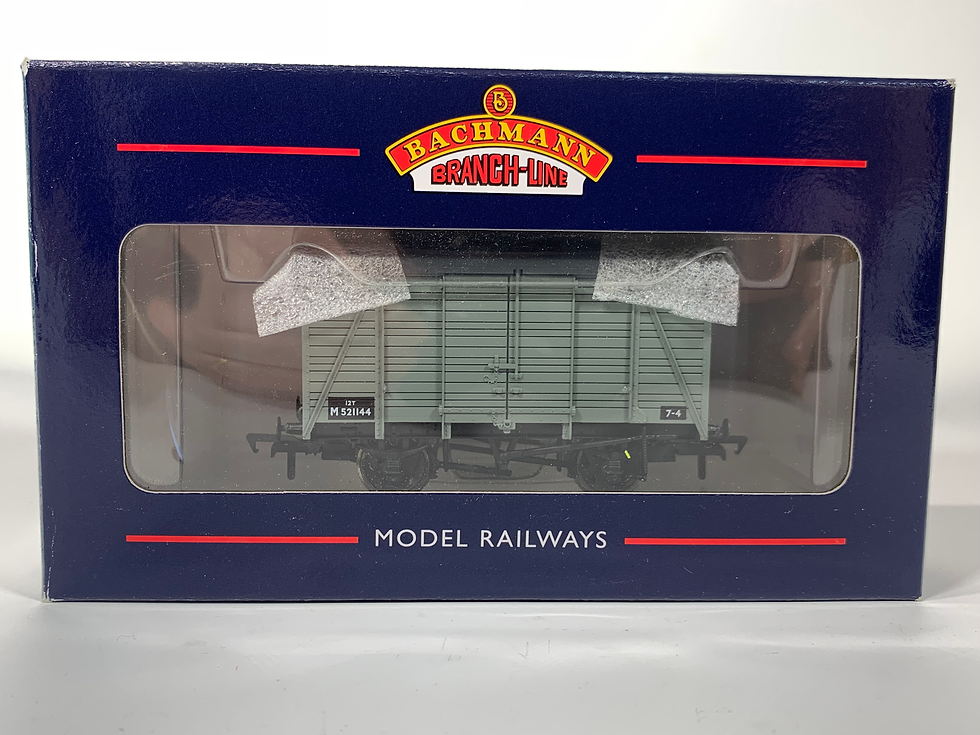 B
BACHMANN
BRANCH-LINE
12T
M 521144
7-4
MODEL RAILWAYS